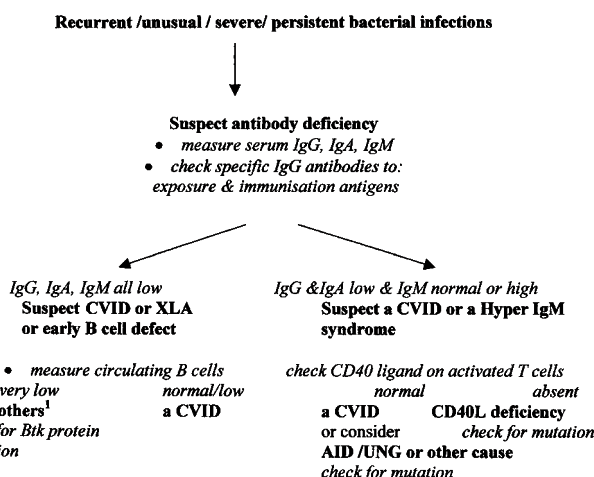 Recurrent /unusual / severe/ persistent bacterial infections
Suspect antibody deficiency
• measure serum IgG, IgA, IgM
• check specific IgG antibodies to:
exposure & immunisation antigens
IgG, IgA, IgM all low
Suspect CVID or XLA
or early B cell defect
• measure circulating B cells
very low normal/low
others¹ a CVID
for Btk protein
ion
IgG &IgA low & IgM normal or high
Suspect a CVID or a Hyper IgM
syndrome
check CD40 ligand on activated T cells
normal absent
a CVID CD40L deficiency
or consider check for mutation
AID /UNG or other cause
check for mutation